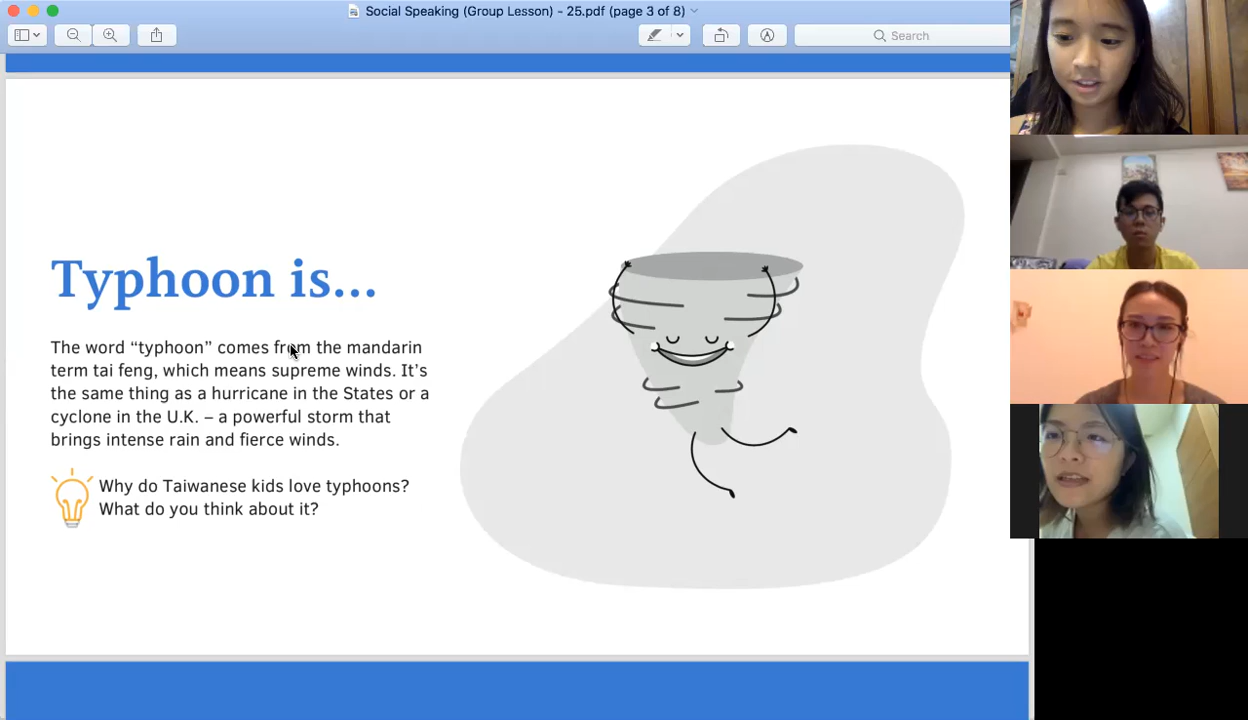 Social Speaking (Group Lesson) - 25.pdf (page 3 of 8)
Search
Typhoon is...
The word “typhoon” comes from the mandarin
term tai feng, which means supreme winds. It’s
the same thing as a hurricane in the States or a
cyclone in the U.K. – a powerful storm that
brings intense rain and fierce winds.
Why do Taiwanese kids love typhoons?
What do you think about it?